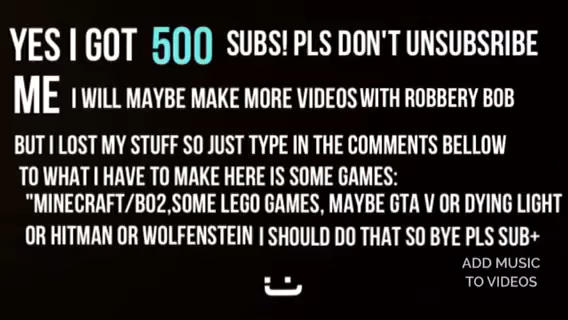 YES I GOT 500 SUBS! PLS DON'T UNSUBSRIBE
ME I WILL MAYBE MAKE MORE VIDEOS WITH ROBBERY BOB
BUT I LOST MY STUFF SO JUST TYPE IN THE COMMENTS BELLOW
TO WHAT I HAVE TO MAKE HERE IS SOME GAMES:
"MINECRAFT/BO2,SOME LEGO GAMES, MAYBE GTA V OR DYING LIGHT
OR HITMAN OR WOLFENSTEIN I SHOULD DO THAT SO BYE PLS SUB+
ADD MUSIC
TO VIDEOS